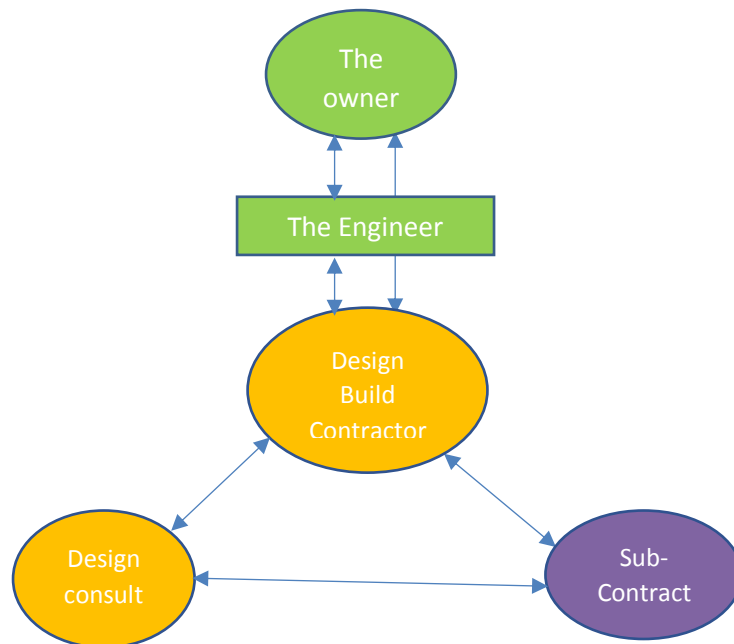 The
owner
The Engineer
Design
Build
Contractor
Design
consult
Sub-
Contract